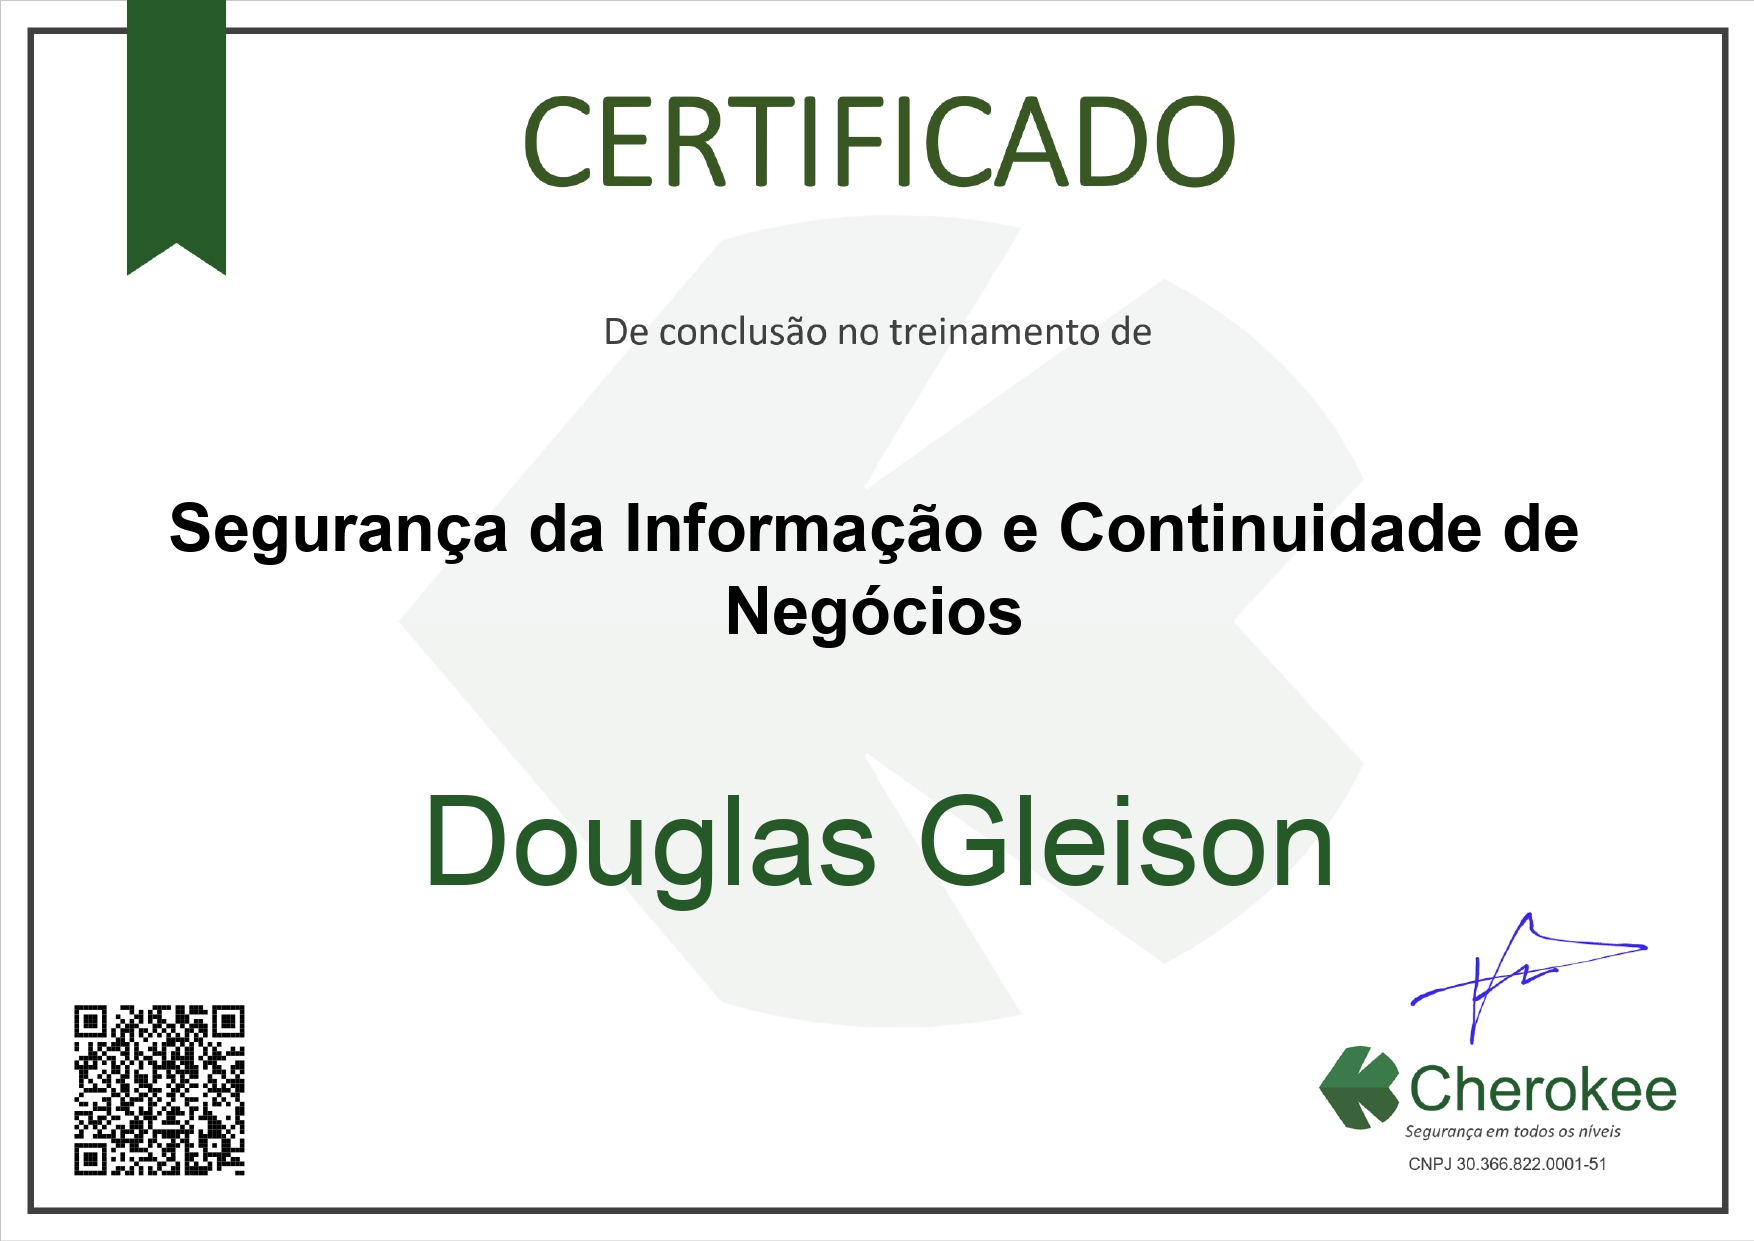 CERTIFICADO
De conclusão no treinamento de
Segurança da Informação e Continuidade de
Negócios
Douglas Gleison
Cherokee
Segurança em todos os níveis
CNPJ 30.366.822.0001-51